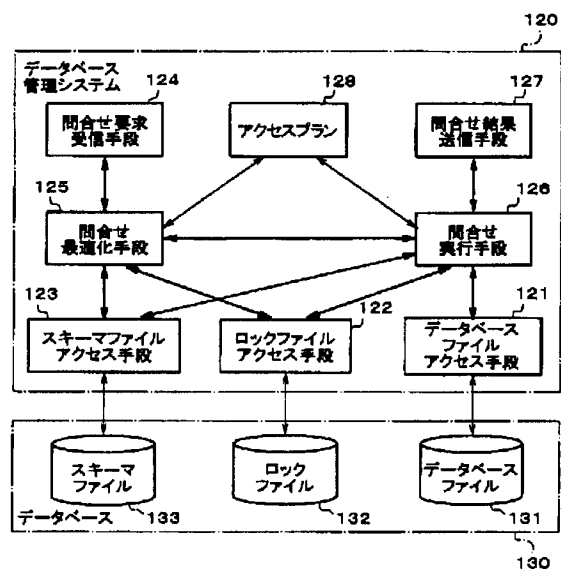 120
データベース
管理システム
124
128
127
問合せ要求
受信手段
アクセスプラン
問合せ結果
送信手段
125
126
問合せ
最適化手段
問合せ
実行手段
123
122
121
スキーマファイル
アクセス手段
ロックファイル
アクセス手段
データベース
ファイル
アクセス手段
スキーマ
ファイル
ロック
ファイル
データベース
ファイル
データベース
133
132
131
130